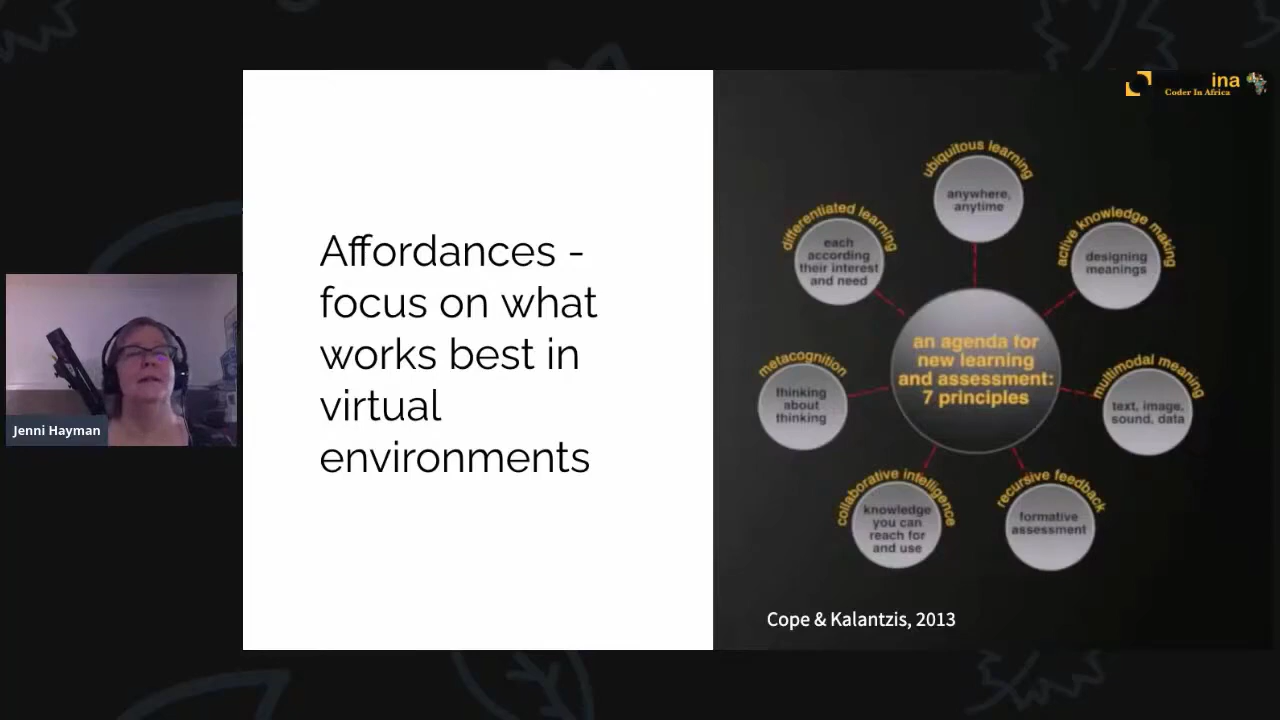 ina
Coder In Africa
Affordances -
focus on what
works best in
virtual
environments
ubiquitous learning
anywhere,
anytime
differentiated learning
each
according
their interest
and need
active knowledge making
designing
meanings
an agenda for
new learning
and assessment:
7 principles
metacognition
thinking
about
thinking
multimodal meaning
text, image,
sound, data
collaborative intelligence
knowledge
you can
reach for
and use
recursive feedback
formative
assessment
Jenni Hayman
Cope & Kalantzis, 2013